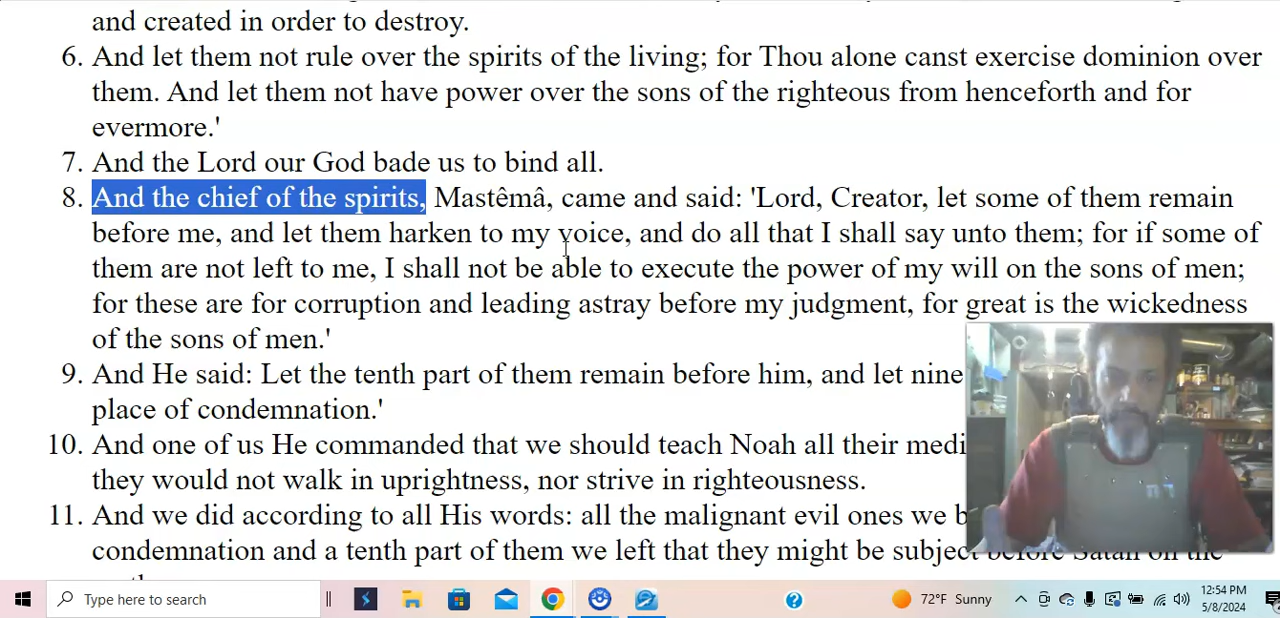 and created in order to destroy.
6. And let them not rule over the spirits of the living; for Thou alone canst exercise dominion over
them. And let them not have power over the sons of the righteous from henceforth and for
evermore.'
7. And the Lord our God bade us to bind all.
8. And the chief of the spirits, Mastêmâ, came and said: 'Lord, Creator, let some of them remain
before me, and let them harken to my voice, and do all that I shall say unto them; for if some of
them are not left to me, I shall not be able to execute the power of my will on the sons of men;
for these are for corruption and leading astray before my judgment, for great is the wickedness
of the sons of men.'
9. And He said: Let the tenth part of them remain before him, and let nine
place of condemnation.'
10. And one of us He commanded that we should teach Noah all their medi
they would not walk in uprightness, nor strive in righteousness.
11. And we did according to all His words: all the malignant evil ones we b
condemnation and a tenth part of them we left that they might be subject before Satan on the
Type here to search
72°F Sunny
12:54 PM
5/8/2024